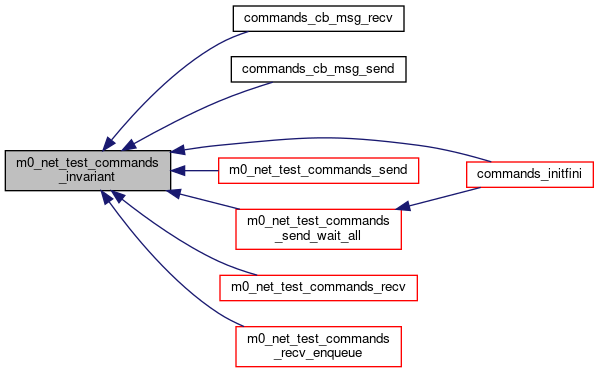 commands_cb_msg_recv
commands_cb_msg_send
m0_net_test_commands
_invariant
m0_net_test_commands_send
commands_initfini
m0_net_test_commands
_send_wait_all
m0_net_test_commands_recv
m0_net_test_commands
_recv_enqueue